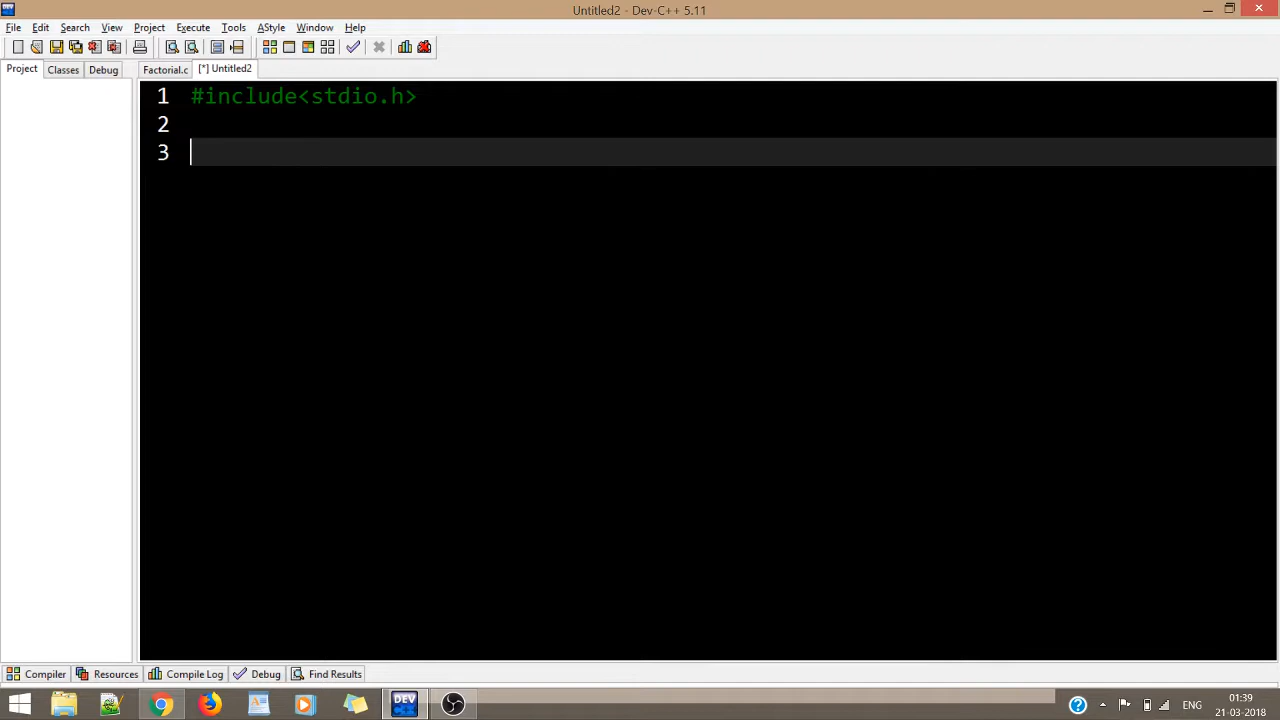 Untitled2 - Dev-C++ 5.11
File Edit Search View Project Execute Tools AStyle Window Help
Project Classes Debug Factorial.c [*] Untitled2
1 #include<stdio.h>
2
3
Compiler Resources Compile Log Debug Find Results
DEV C++ ENG 01:39
21-03-2018